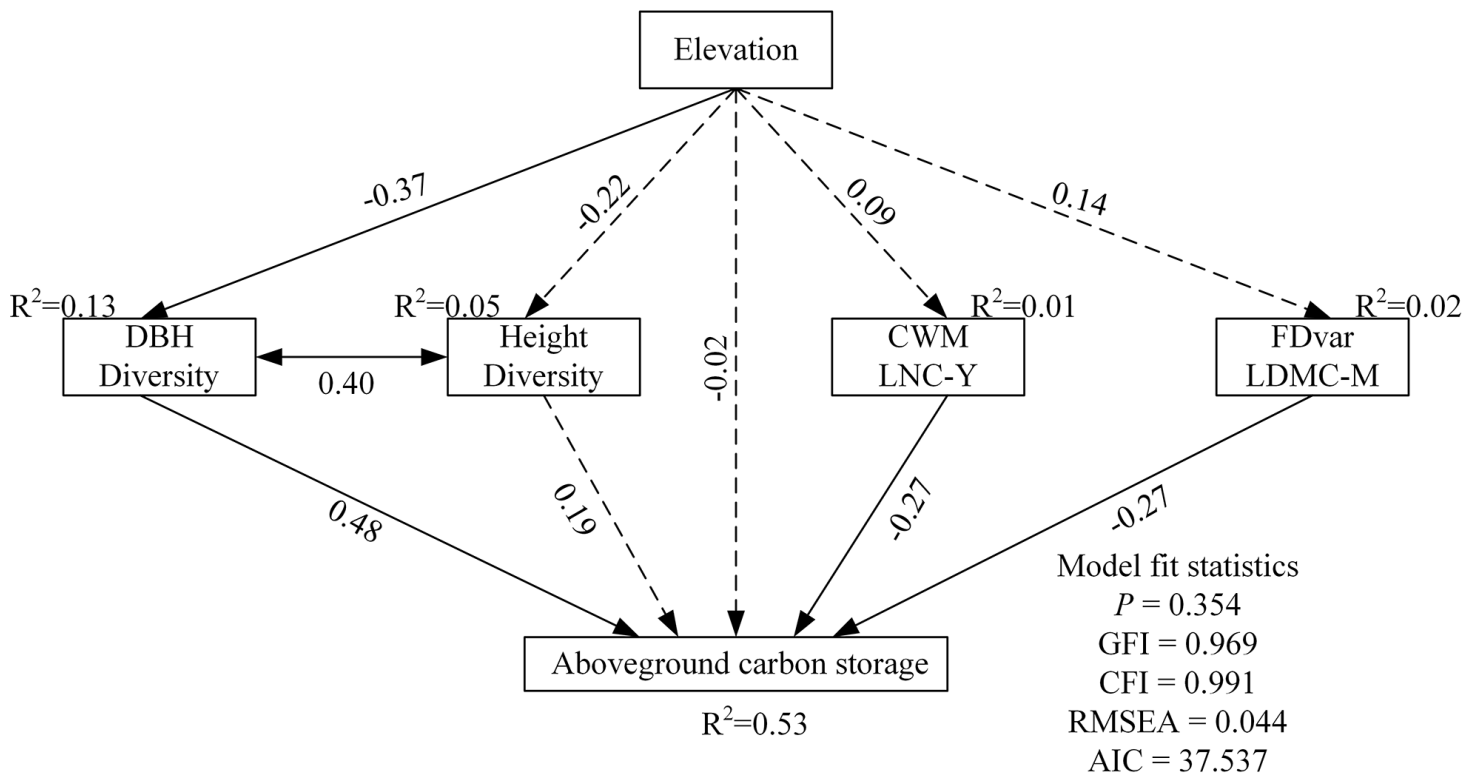 Elevation
-0.37
-0.22
0.09
0.14
R²=0.13
R²=0.05
R²=0.01
R²=0.02
DBH
Diversity
0.40
Height
Diversity
-0.02
CWM
LNC-Y
FDvar
LDMC-M
0.48
0.19
-0.27
-0.27
Aboveground carbon storage
R²=0.53
Model fit statistics
P = 0.354
GFI = 0.969
CFI = 0.991
RMSEA = 0.044
AIC = 37.537